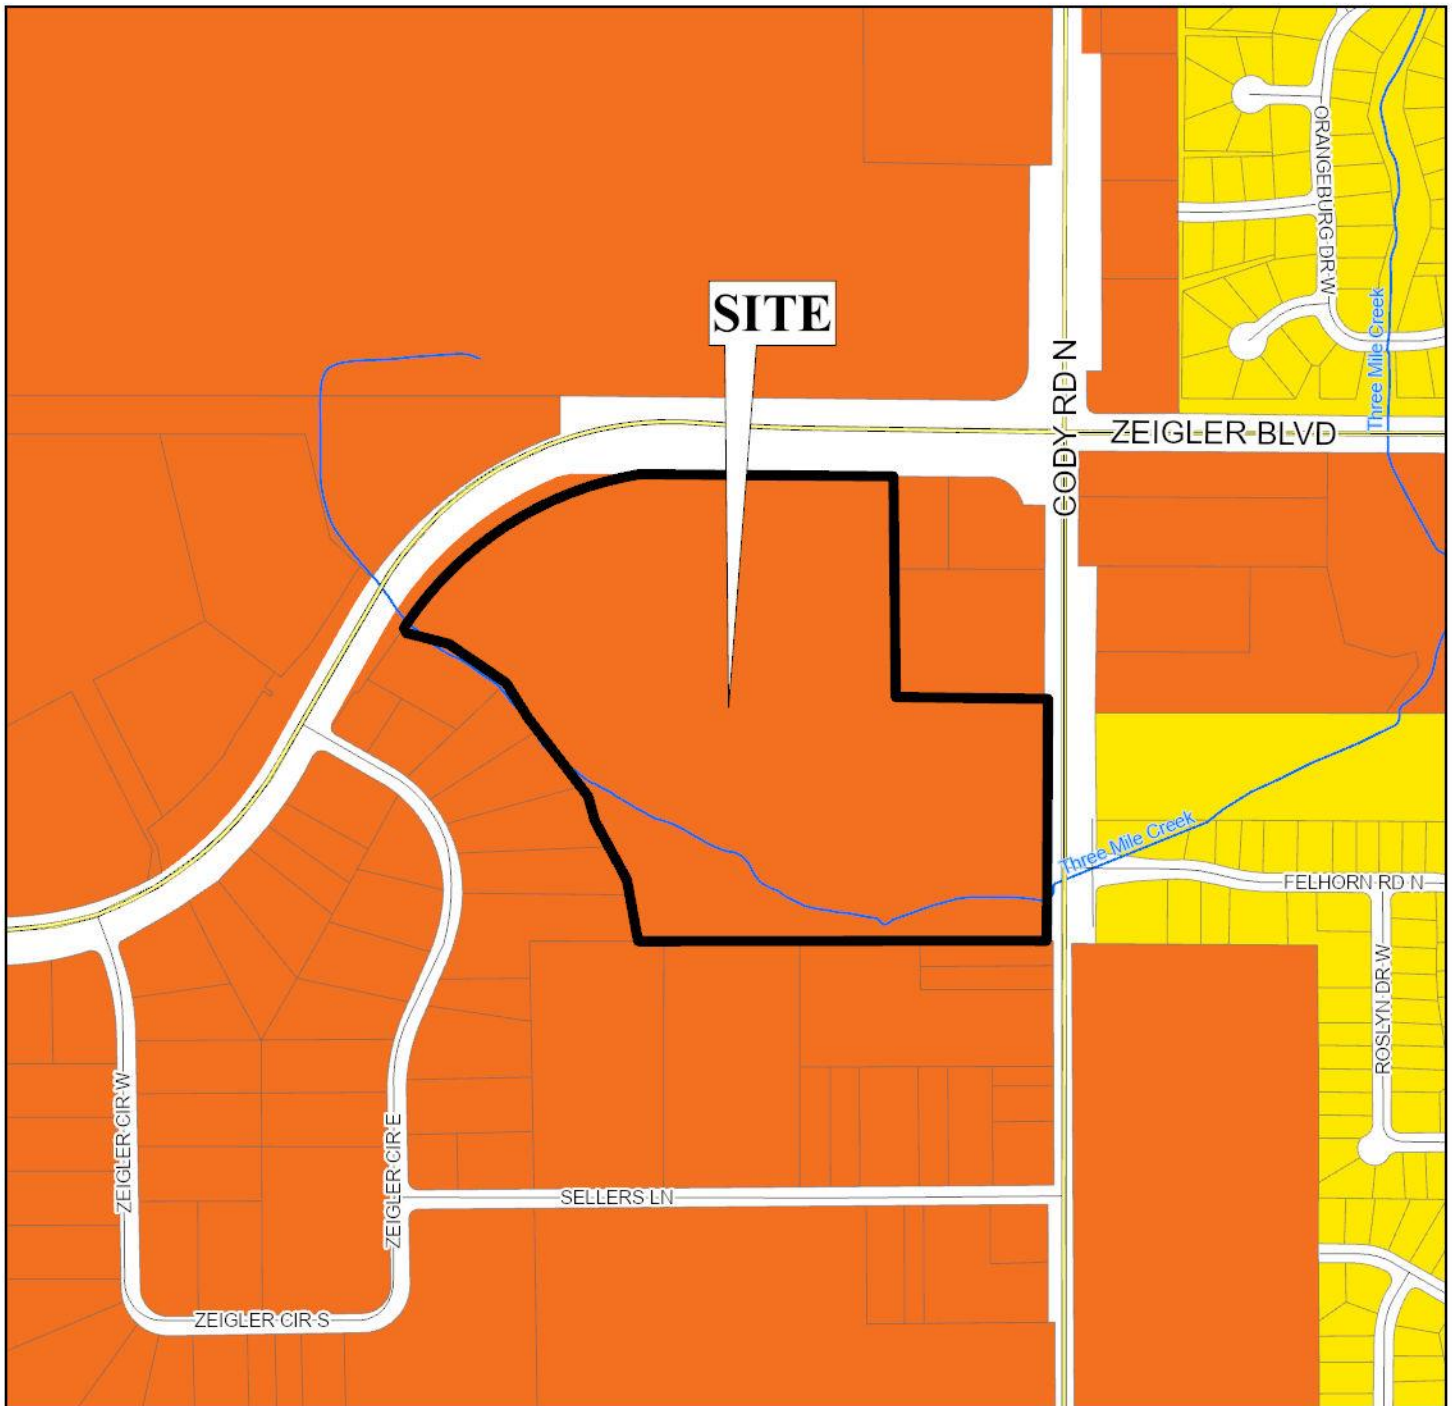 ORANGEBURG DR W
SITE
Three Mile Creek
CODY RD N
ZEIGLER BLVD
Three Mile Creek
FELHORN RD N
ROSLYN DR W
ZEIGLER CIR W
ZEIGLER CIR E
SELLERS LN
ZEIGLER CIR S